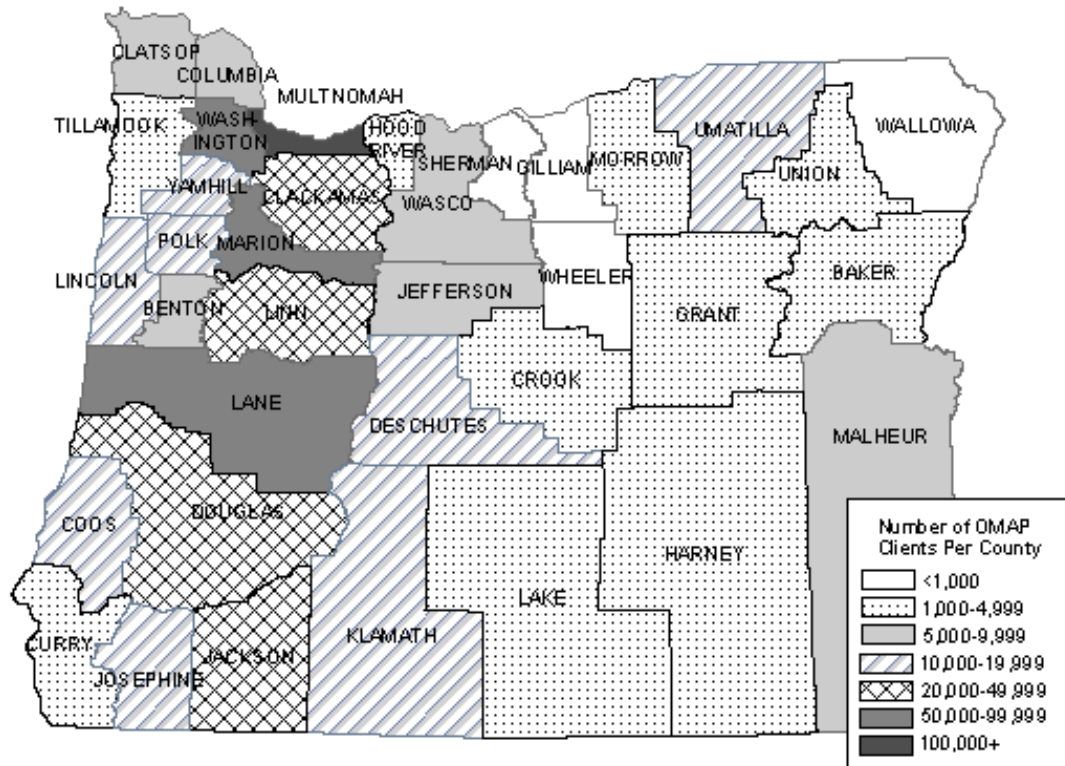 CLATSOP
COLUMBIA
MULTNOMAH
TILLAMOOK
WASH-
INGTON
HOOD
RIVER
SHERMAN
GILLIAM
MORROW
UMATILLA
WALLOWA
UNION
YAMHILL
CLACKAMAS
WASCO
POLK
MARION
LINCOLN
WHEELER
BAKER
BENTON
LINN
JEFFERSON
GRANT
CROOK
LANE
DESCHUTES
MALHEUR
COOS
DOUGLAS
HARNEY
LAKE
CURRY
JOSEPHINE
JACKSON
KLAMATH
Number of OMAP
Clients Per County
<1,000
1,000-4,999
5,000-9,999
10,000-19,999
20,000-49,999
50,000-99,999
100,000+